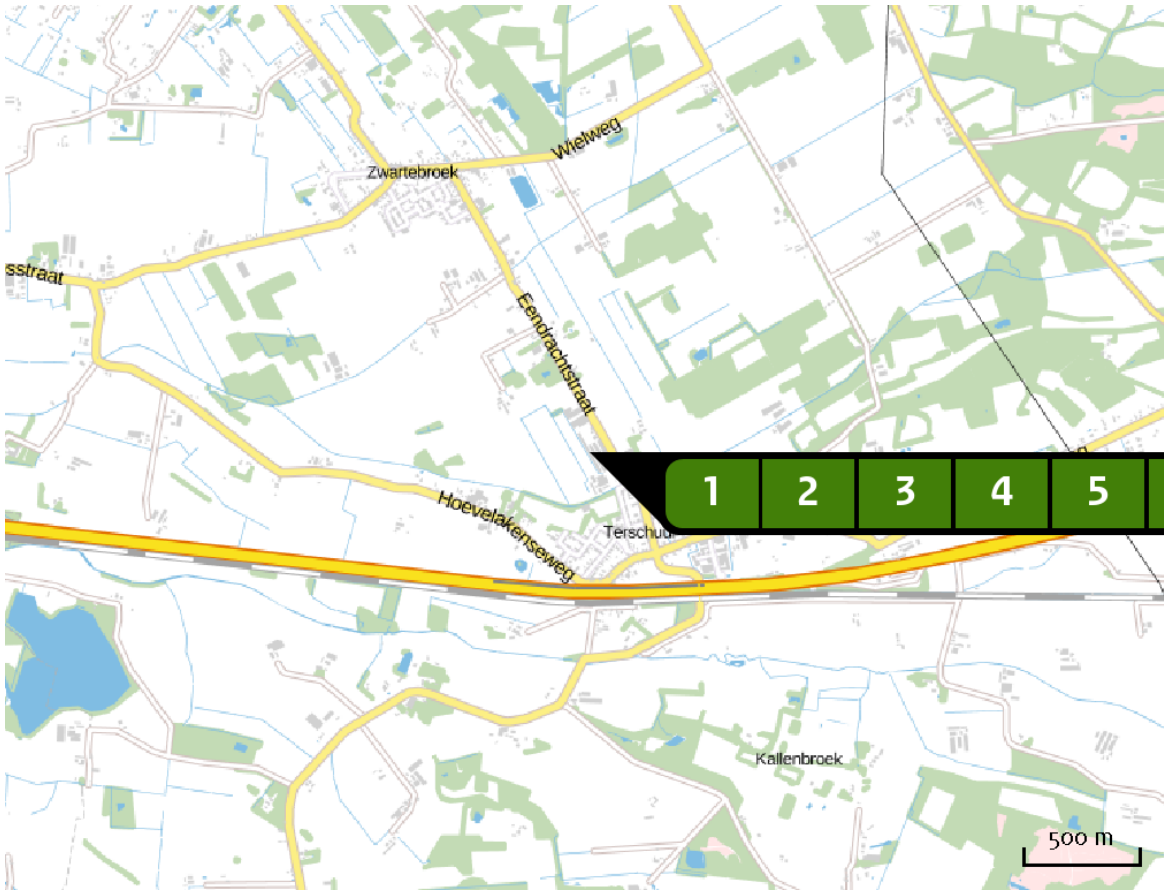 Wielweg
Zwartebroek
sstraat
Eendrachtstraat
1 2 3 4 5
Hoevelakenseweg
Terschuu
Kallenbroek
500 m